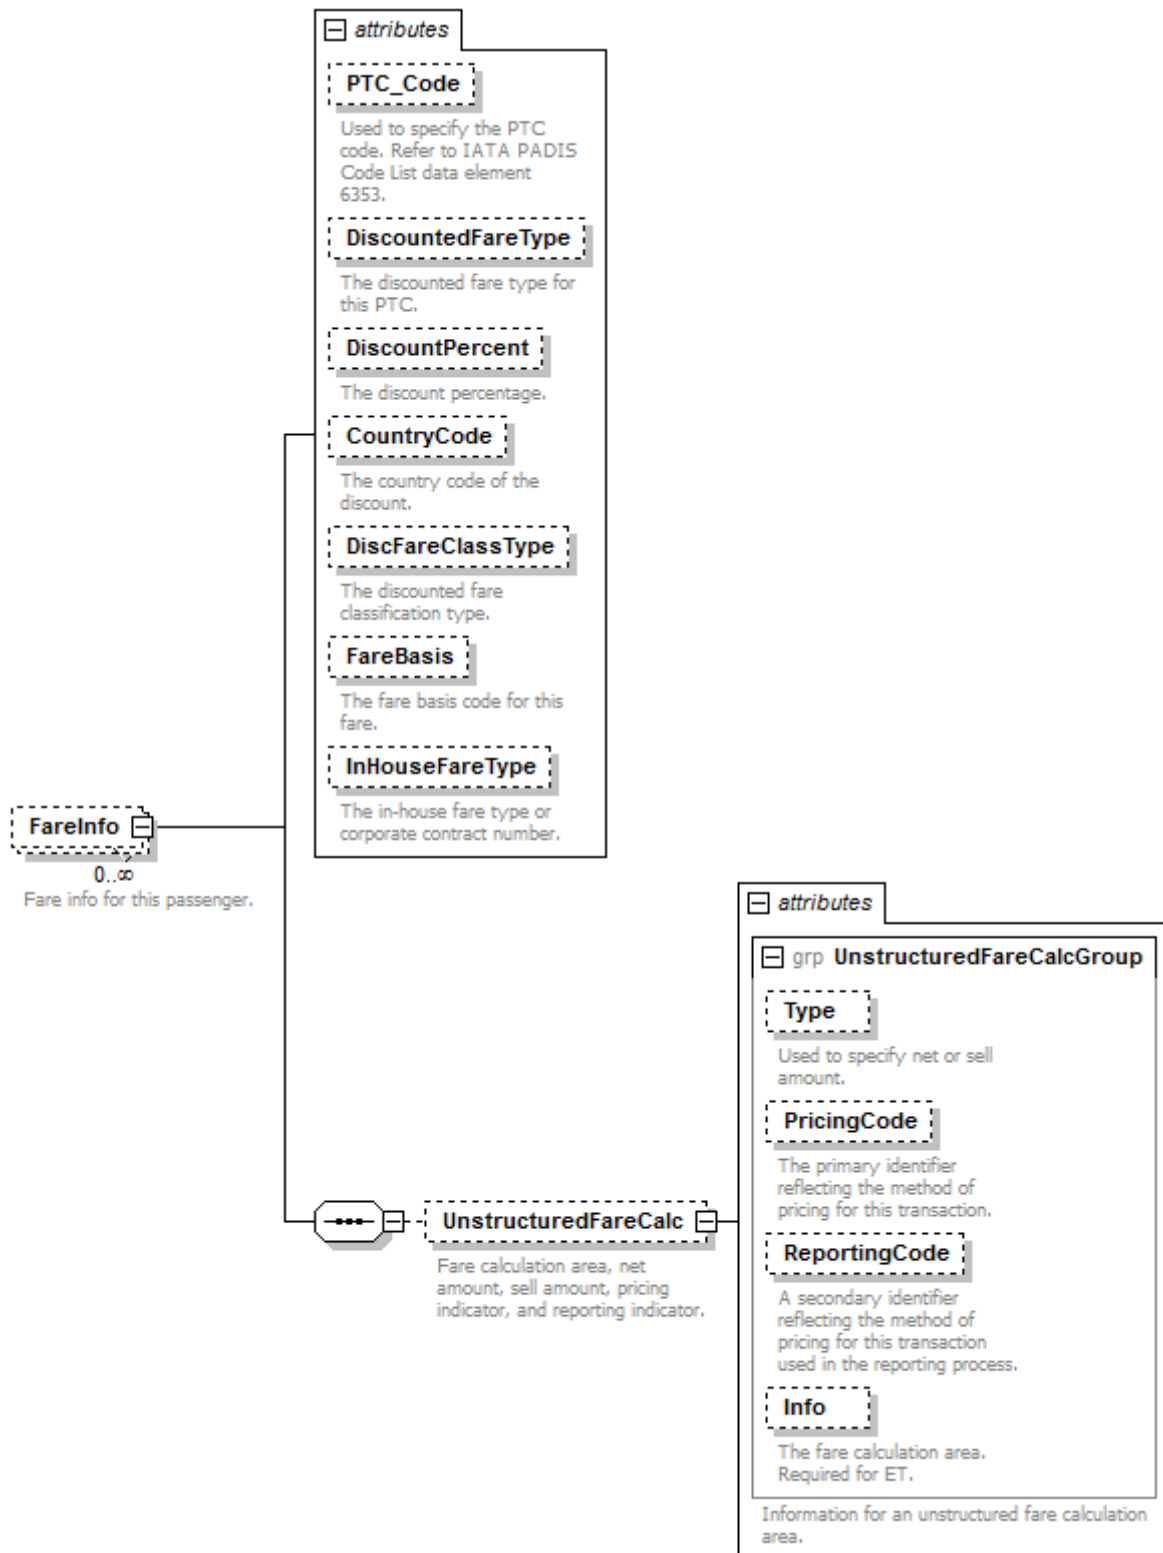 attributes
PTC_Code
Used to specify the PTC
code. Refer to IATA PADIS
Code List data element
6353.
DiscountedFareType
The discounted fare type for
this PTC.
DiscountPercent
The discount percentage.
CountryCode
The country code of the
discount.
DiscFareClassType
The discounted fare
classification type.
FareBasis
The fare basis code for this
fare.
InHouseFareType
The in-house fare type or
corporate contract number.
FareInfo
0..∞
Fare info for this passenger.
attributes
grp UnstructuredFareCalcGroup
Type
Used to specify net or sell
amount.
PricingCode
The primary identifier
reflecting the method of
pricing for this transaction.
UnstructuredFareCalc
Fare calculation area, net
amount, sell amount, pricing
indicator, and reporting indicator.
ReportingCode
A secondary identifier
reflecting the method of
pricing for this transaction
used in the reporting process.
Info
The fare calculation area.
Required for ET.
Information for an unstructured fare calculation
area.